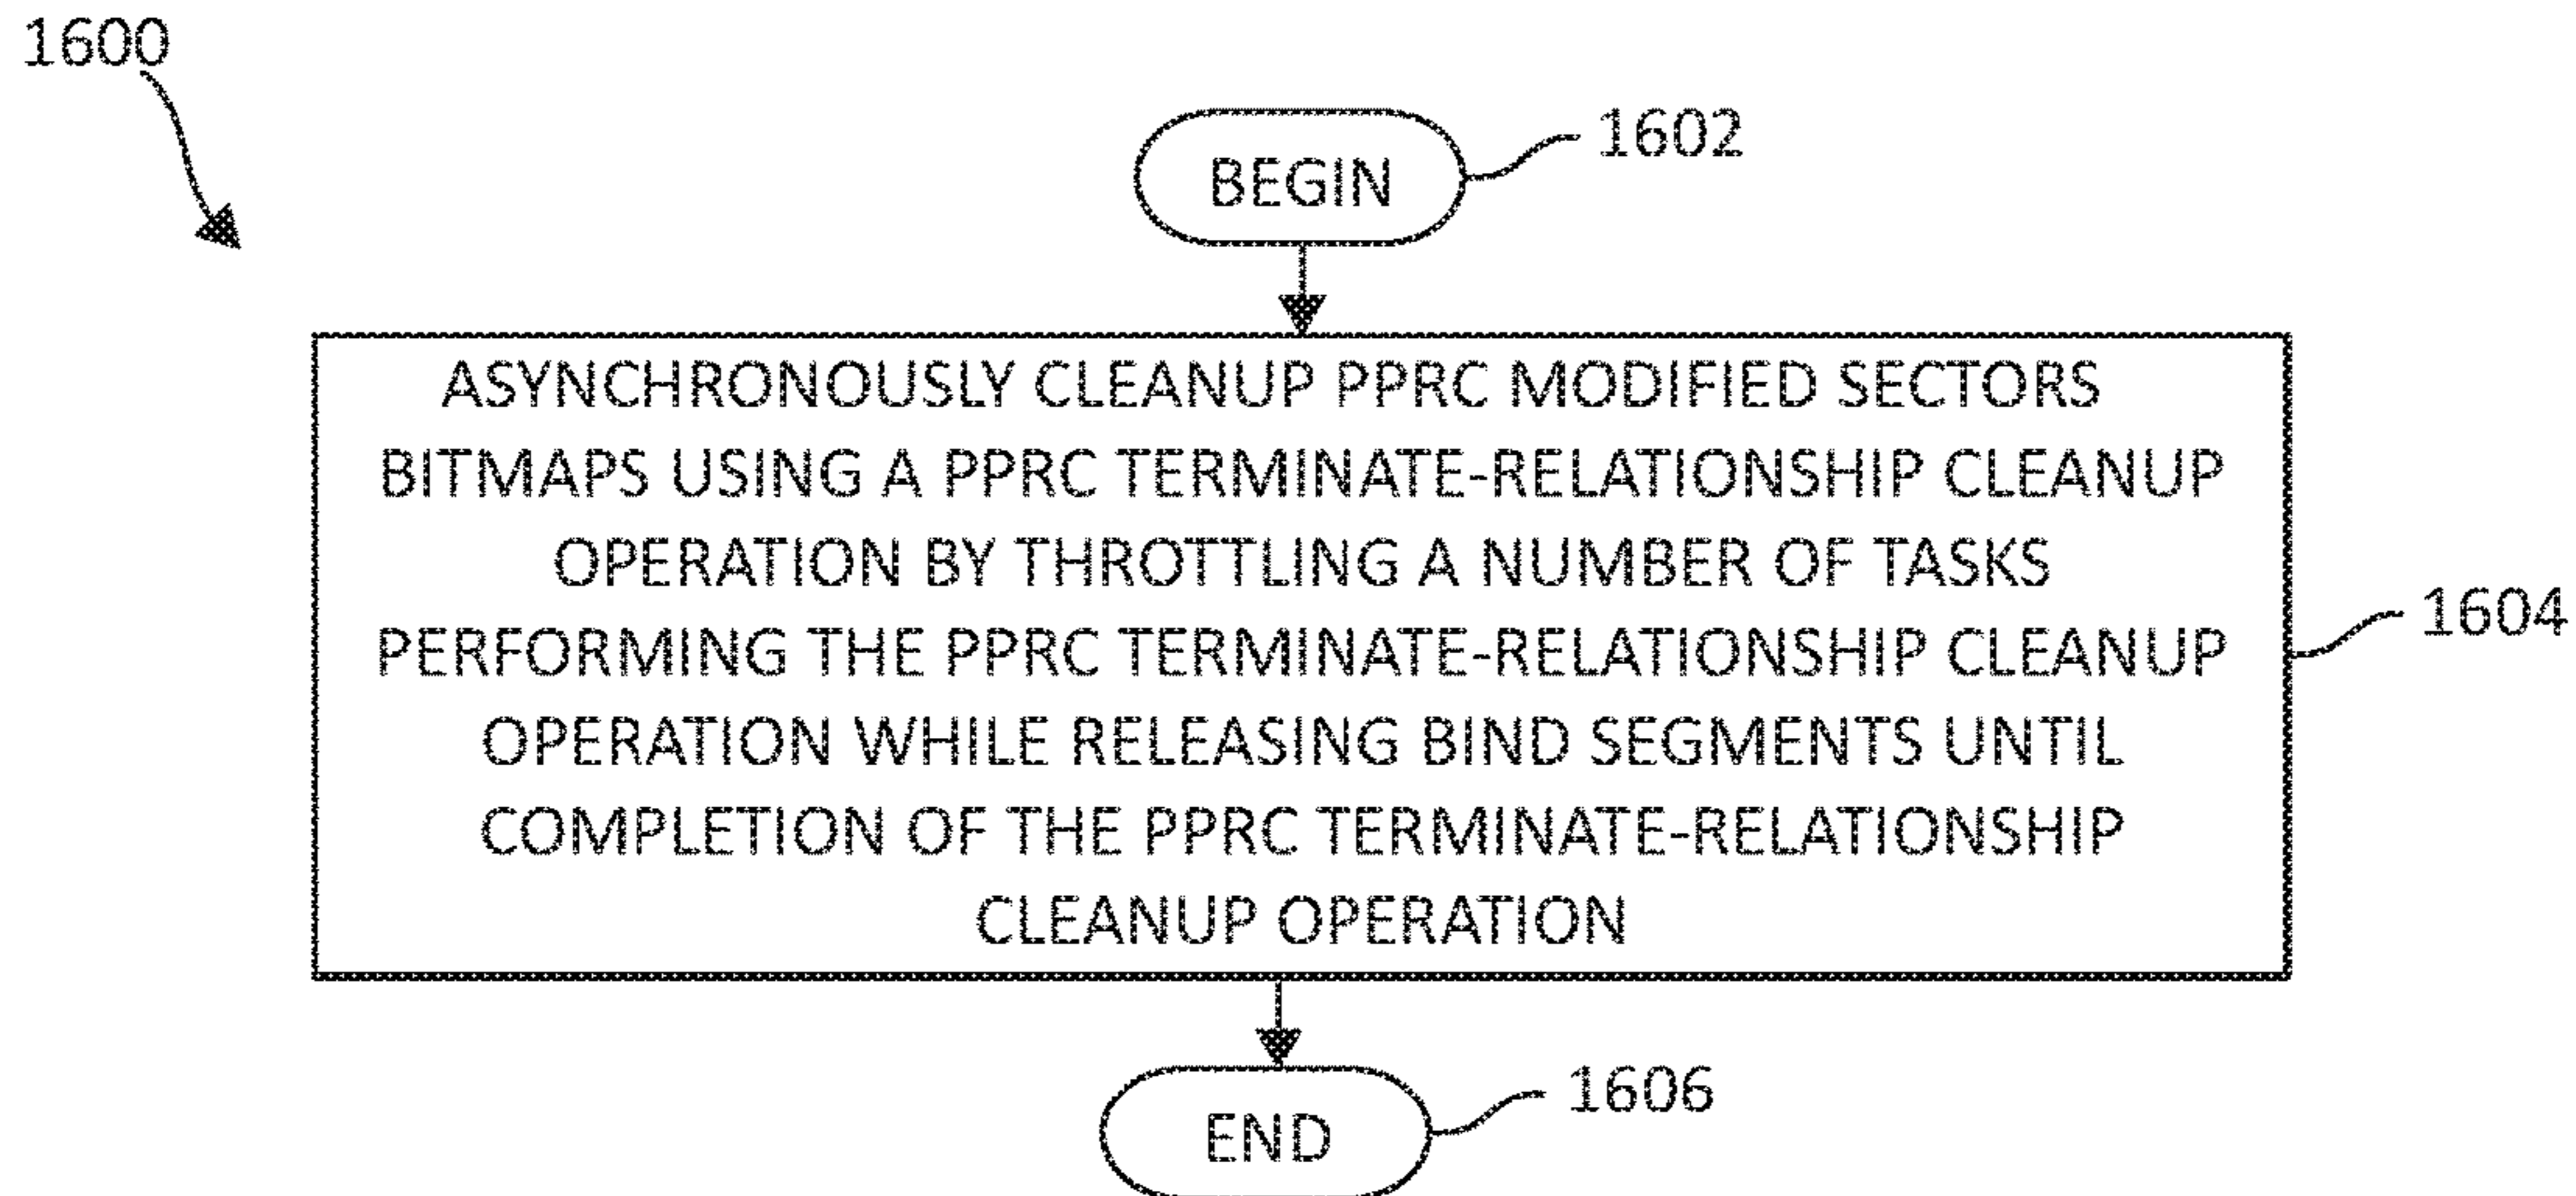 1600
BEGIN
1602
ASYNCHRONOUSLY CLEANUP PPRC MODIFIED SECTORS
BITMAPS USING A PPRC TERMINATE-RELATIONSHIP CLEANUP
OPERATION BY THROTTLING A NUMBER OF TASKS
PERFORMING THE PPRC TERMINATE-RELATIONSHIP CLEANUP
OPERATION WHILE RELEASING BIND SEGMENTS UNTIL
COMPLETION OF THE PPRC TERMINATE-RELATIONSHIP
CLEANUP OPERATION
1604
END
1606